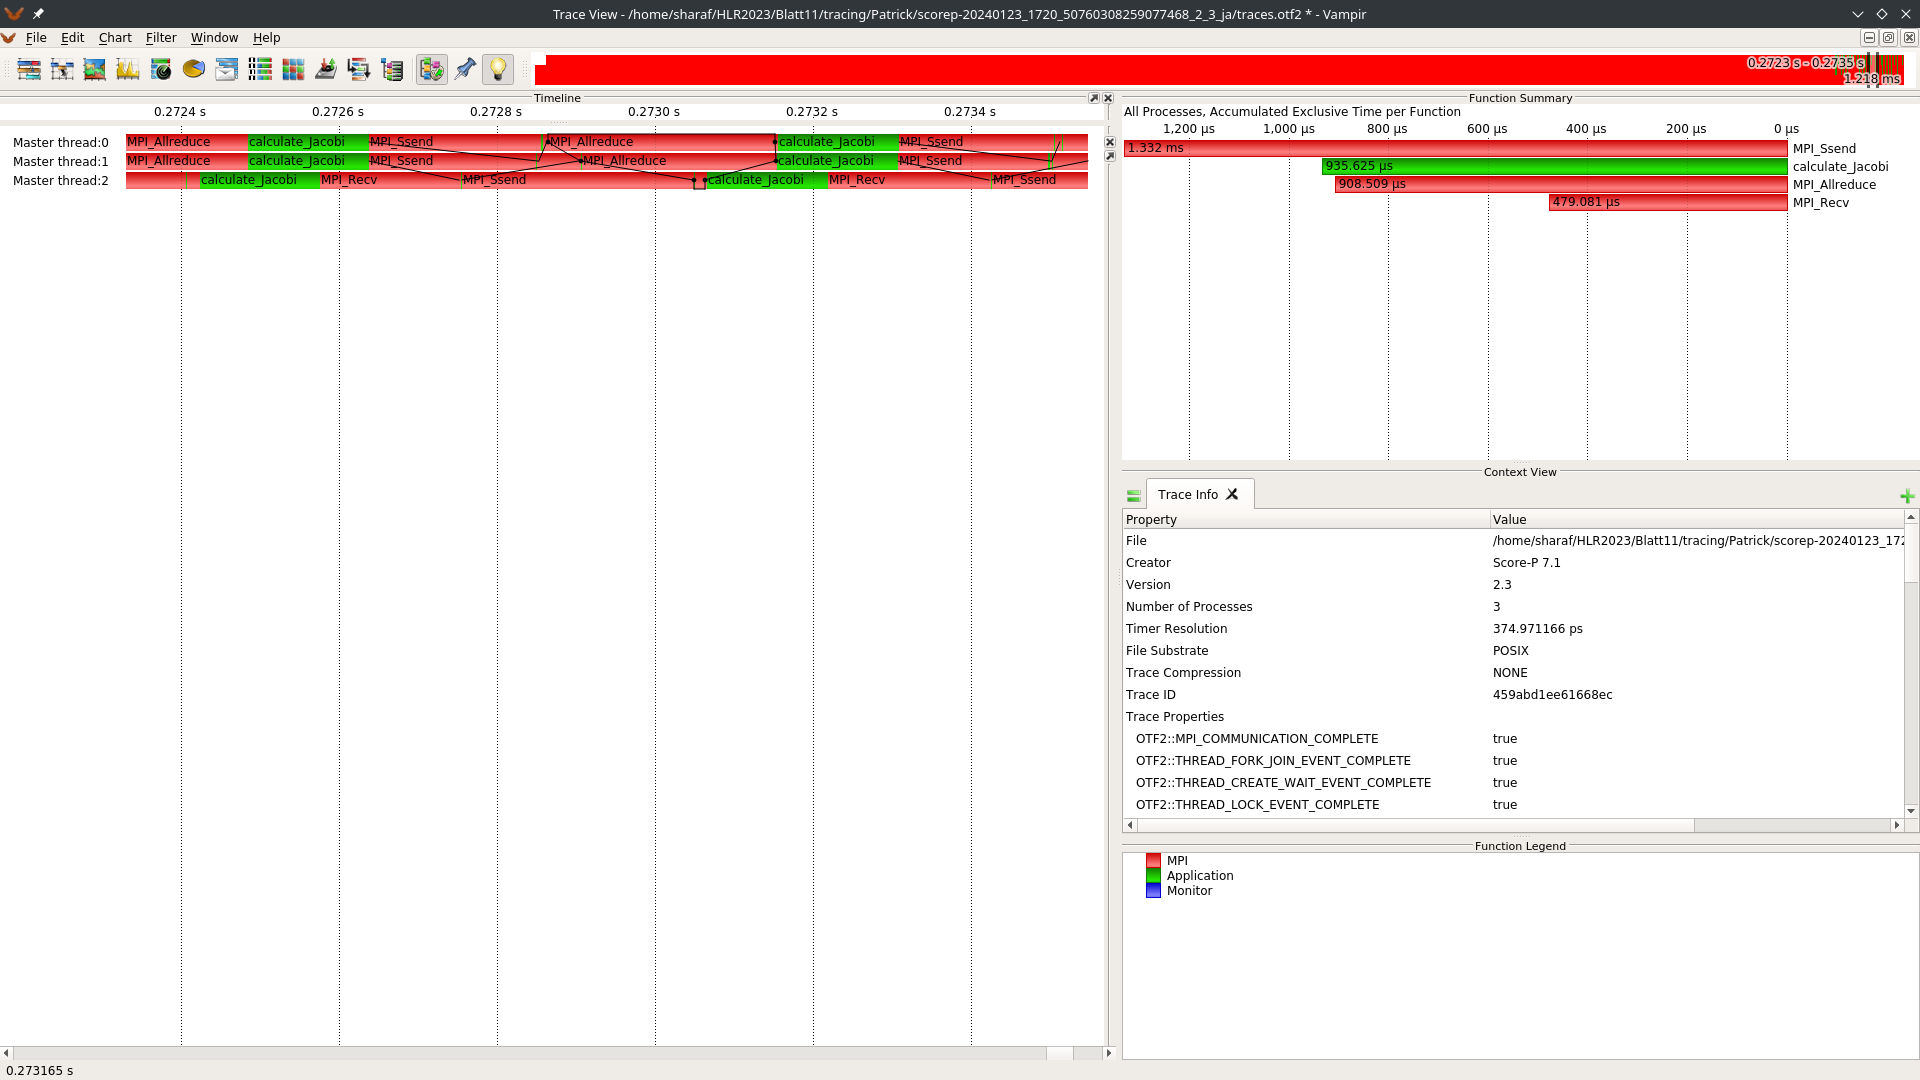 Trace View - /home/sharaf/HLR2023/Blatt11/tracing/Patrick/scorep-20240123_1720_50760308259077468_2_3_ja/traces.otf2 * - Vampir
File Edit Chart Filter Window Help
0.2723 s - 0.2735 s
1.218 ms
Timeline
0.2724 s 0.2726 s 0.2728 s 0.2730 s 0.2732 s 0.2734 s
Master thread:0 MPI_Allreduce calculate_Jacobi MPI_Ssend MPI_Allreduce calculate_Jacobi MPI_Ssend
Master thread:1 MPI_Allreduce calculate_Jacobi MPI_Ssend MPI_Allreduce calculate_Jacobi MPI_Ssend
Master thread:2 calculate_Jacobi MPI_Recv MPI_Ssend calculate_Jacobi MPI_Recv MPI_Ssend
Function Summary
All Processes, Accumulated Exclusive Time per Function
1,200 µs 1,000 µs 800 µs 600 µs 400 µs 200 µs 0 µs
1.332 ms MPI_Ssend
935.625 µs calculate_Jacobi
908.509 µs MPI_Allreduce
479.081 µs MPI_Recv
Context View
Trace Info
Property Value
File /home/sharaf/HLR2023/Blatt11/tracing/Patrick/scorep-20240123_172
Creator Score-P 7.1
Version 2.3
Number of Processes 3
Timer Resolution 374.971166 ps
File Substrate POSIX
Trace Compression NONE
Trace ID 459abd1ee61668ec
Trace Properties
OTF2::MPI_COMMUNICATION_COMPLETE true
OTF2::THREAD_FORK_JOIN_EVENT_COMPLETE true
OTF2::THREAD_CREATE_WAIT_EVENT_COMPLETE true
OTF2::THREAD_LOCK_EVENT_COMPLETE true
Function Legend
MPI
Application
Monitor
0.273165 s